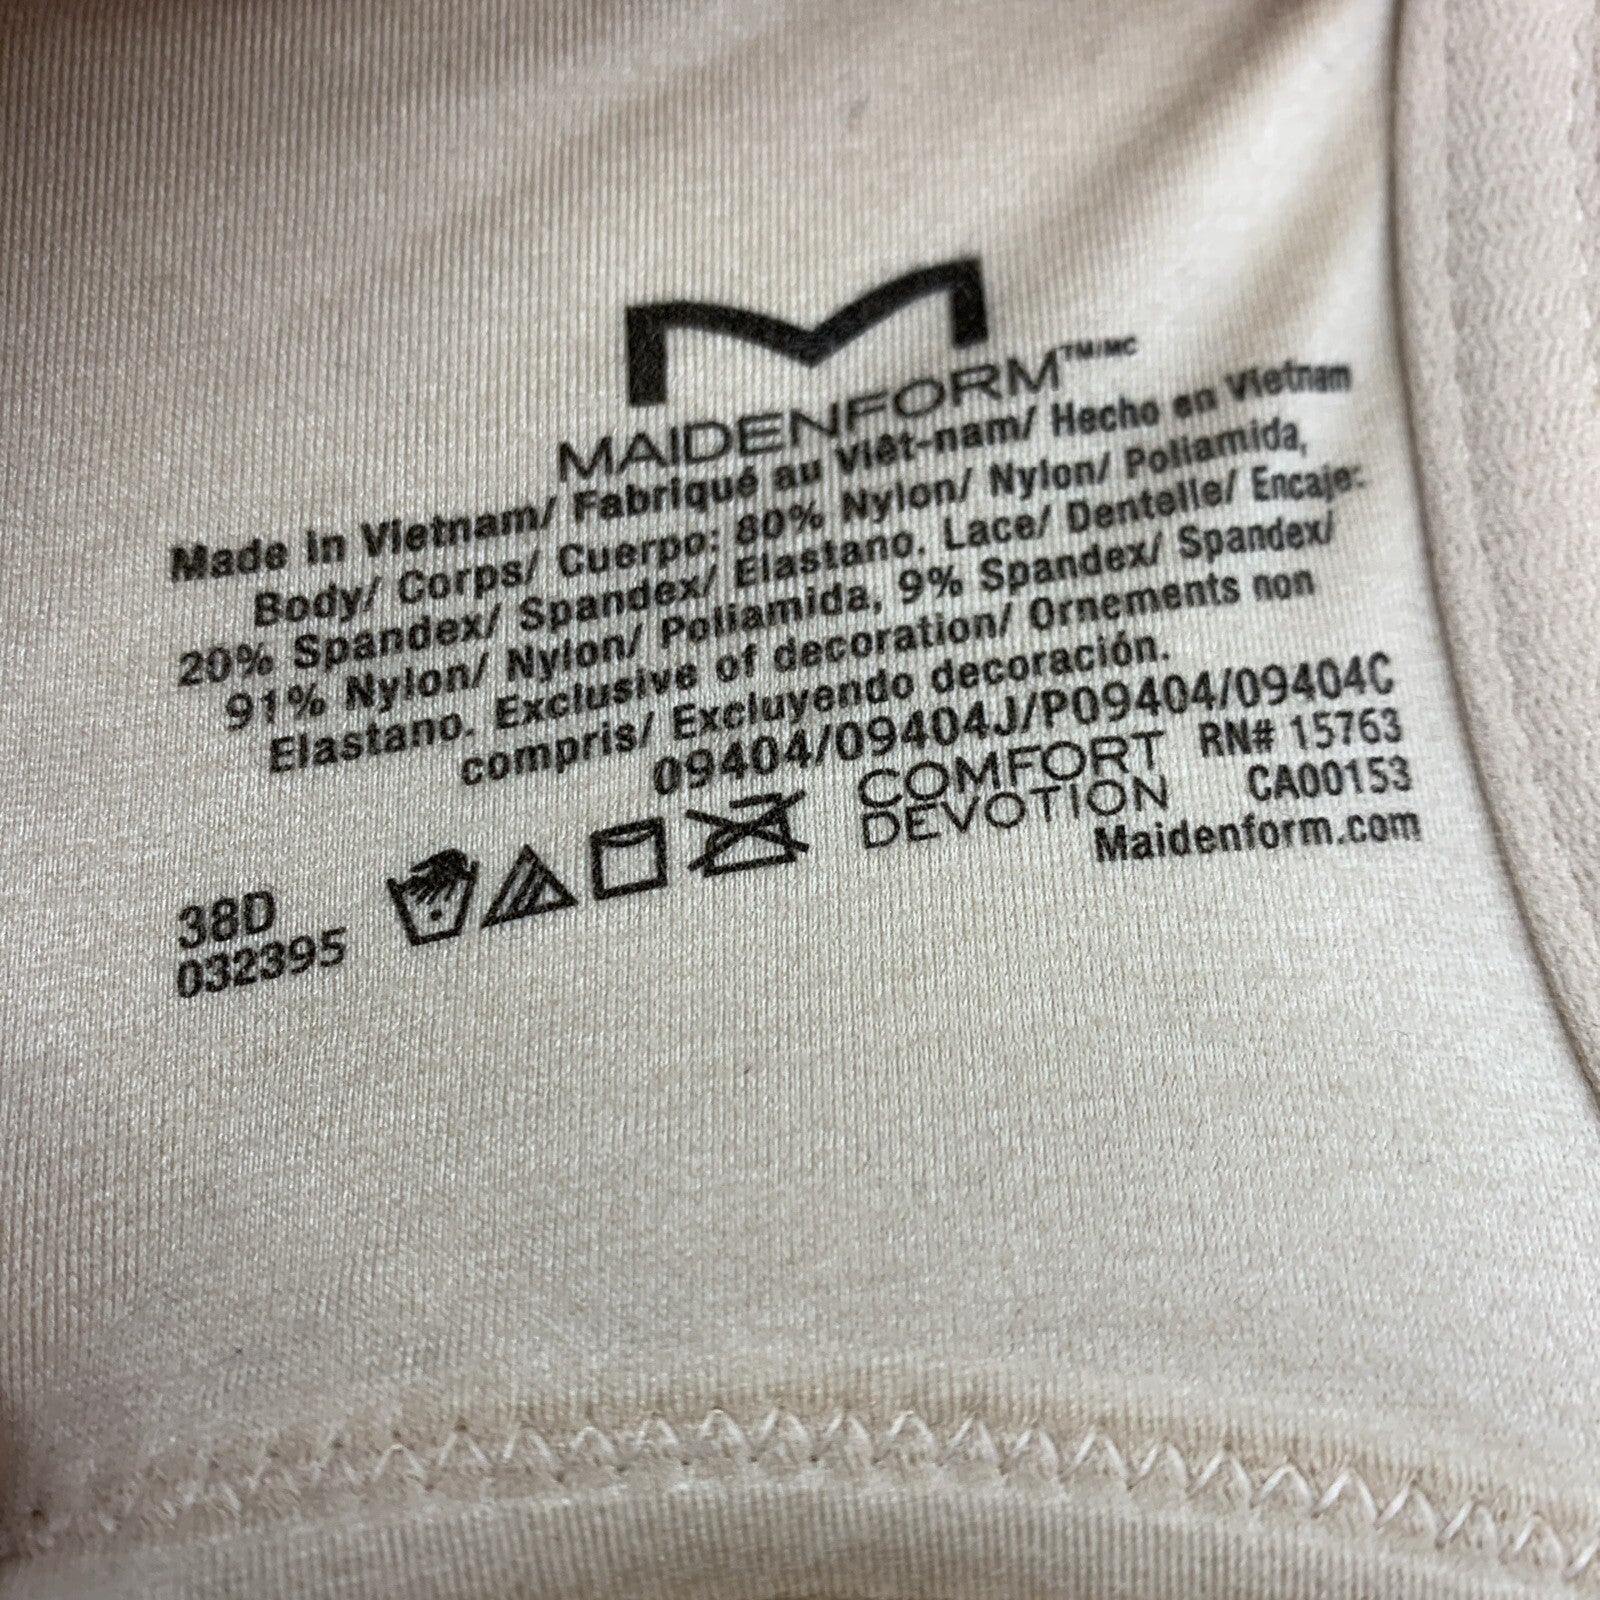 MAIDENFORM™/MC
Made in Vietnam/ Fabriqué au Viêt-nam/ Hecho en Vietnam
Body/ Corps/ Cuerpo: 80% Nylon/ Nylon/ Poliamida,
20% Spandex/ Spandex/ Elastano. Lace/ Dentelle/ Encaje:
91% Nylon/ Nylon/ Poliamida, 9% Spandex/ Spandex/
Elastano. Exclusive of decoration/ Ornements non
compris/ Excluyendo decoración.
09404/09404J/P09404/09404C
COMFORT
DEVOTION
RN# 15763
CA00153
Maidenform.com
38D
032395